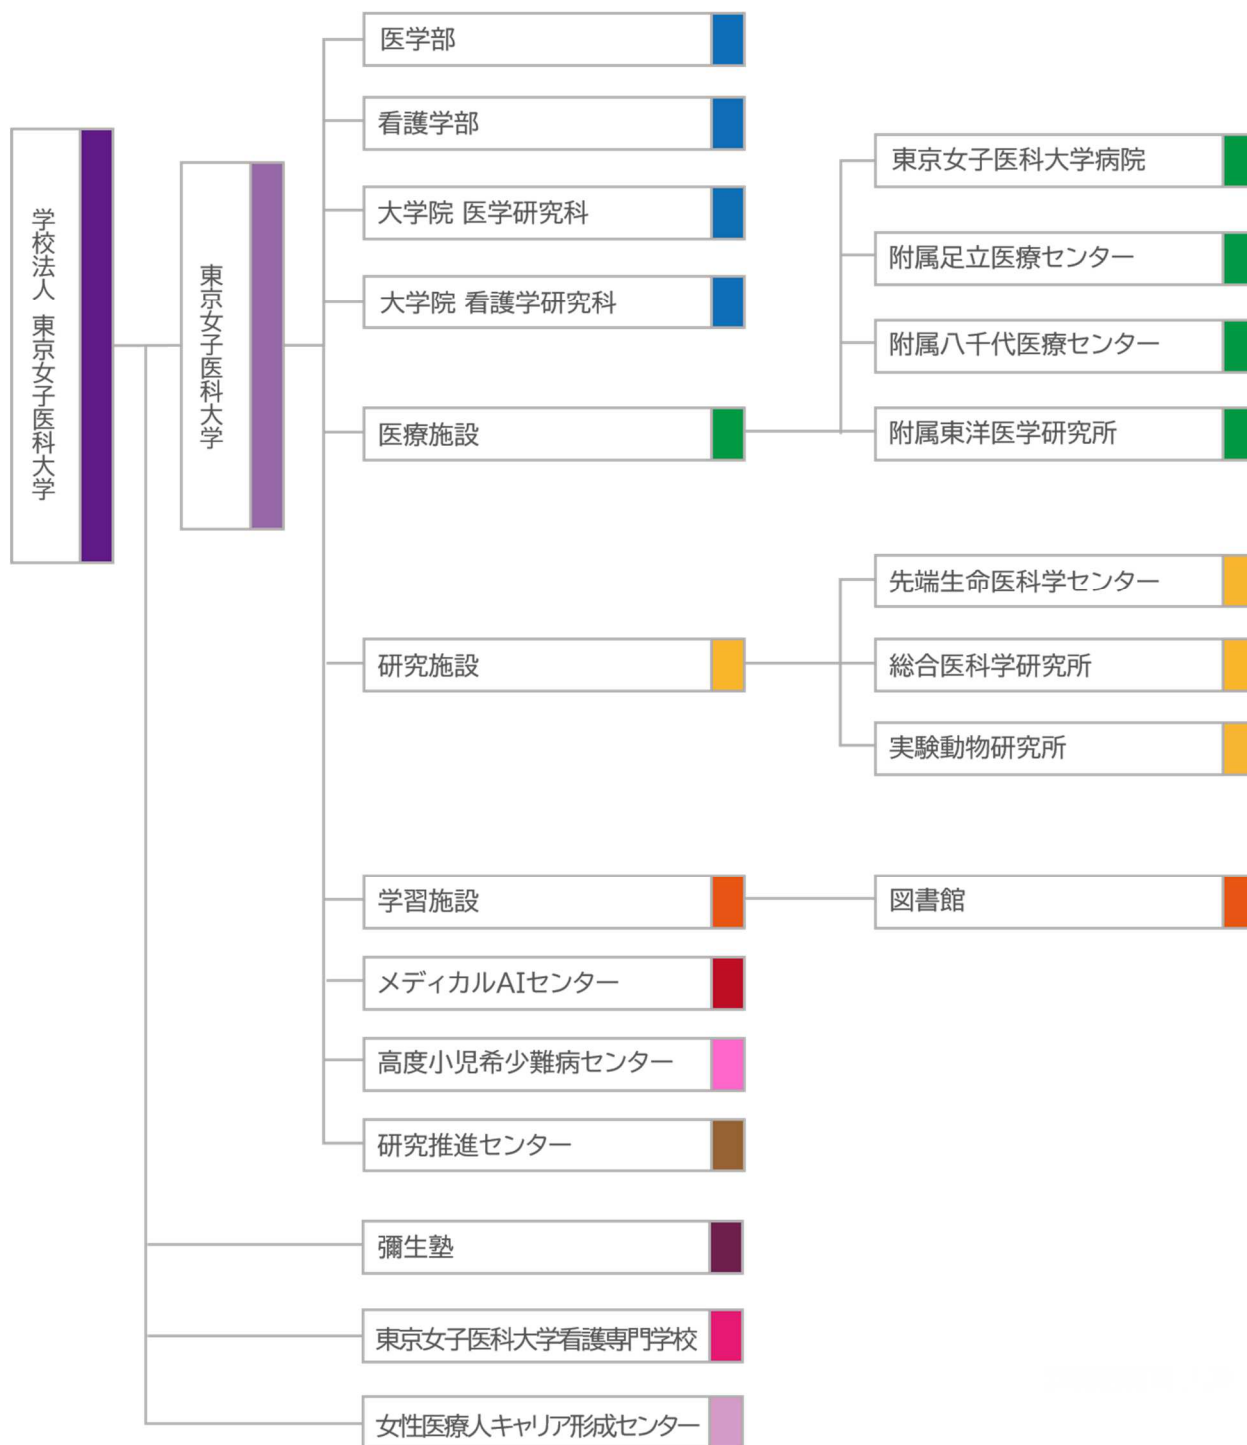 学校法人 東京女子医科大学
東京女子医科大学
医学部
看護学部
大学院 医学研究科
大学院 看護学研究科
医療施設
東京女子医科大学病院
附属足立医療センター
附属八千代医療センター
附属東洋医学研究所
研究施設
先端生命医科学センター
総合医科学研究所
実験動物研究所
学習施設
図書館
メディカルAIセンター
高度小児希少難病センター
研究推進センター
彌生塾
東京女子医科大学看護専門学校
女性医療人キャリア形成センター